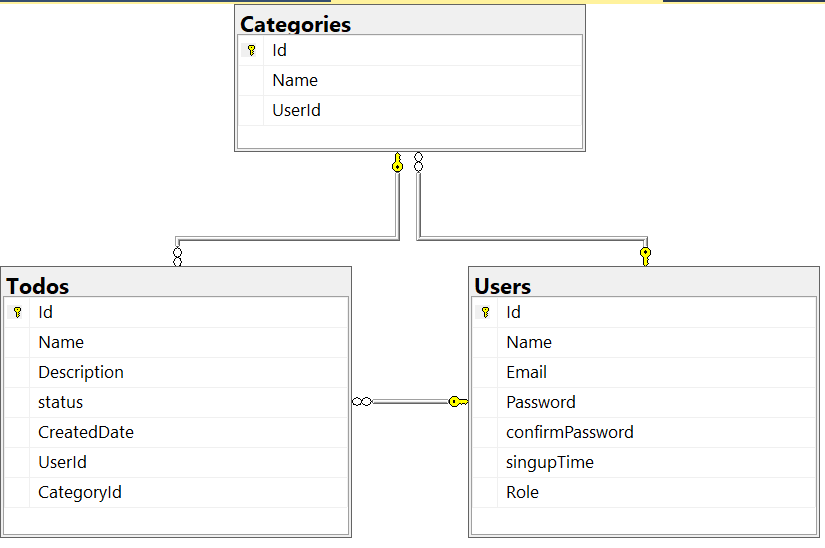 Categories
Id
Name
UserId
Todos
Id
Name
Description
status
CreatedDate
UserId
CategoryId
Users
Id
Name
Email
Password
confirmPassword
singupTime
Role